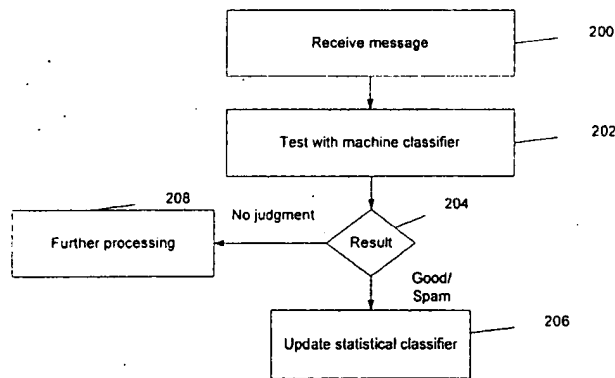 Receive message
200
Test with machine classifier
202
208
204
No judgment
Further processing
Result
Good/
Spam
206
Update statistical classifier